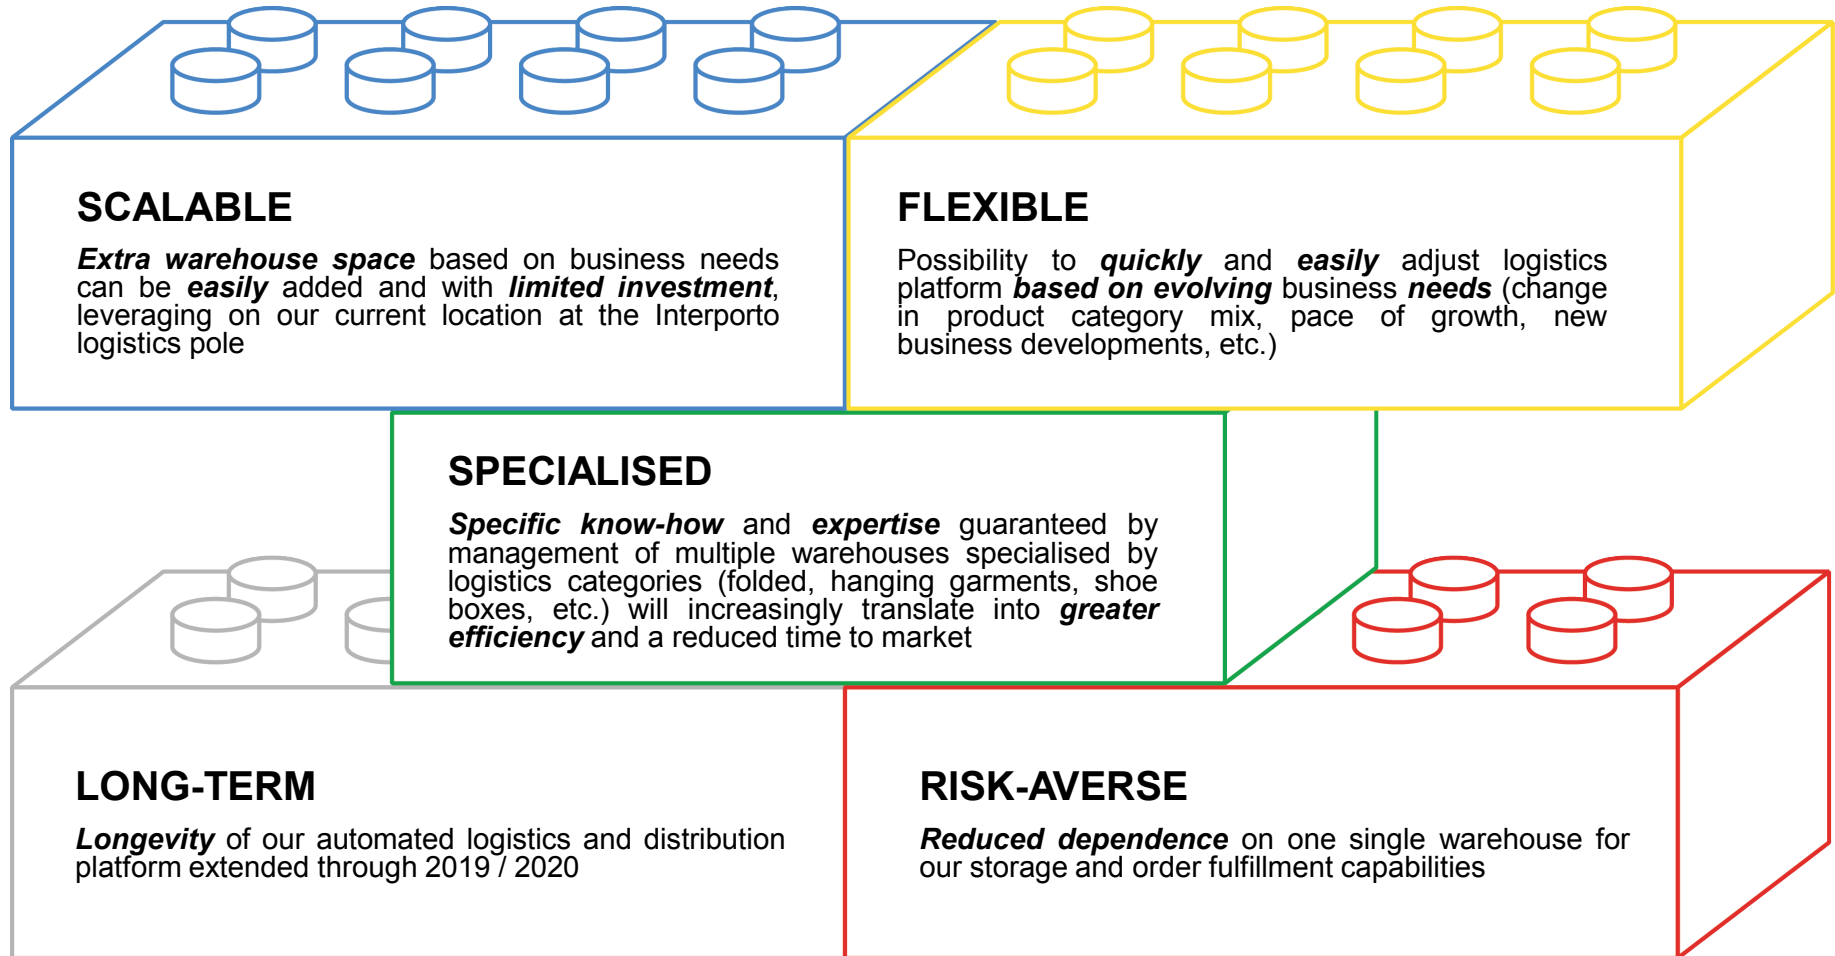 SCALABLE
Extra warehouse space based on business needs
can be easily added and with limited investment,
leveraging on our current location at the Interporto
logistics pole
FLEXIBLE
Possibility to quickly and easily adjust logistics
platform based on evolving business needs (change
in product category mix, pace of growth, new
business developments, etc.)
SPECIALISED
Specific know-how and expertise guaranteed by
management of multiple warehouses specialised by
logistics categories (folded, hanging garments, shoe
boxes, etc.) will increasingly translate into greater
efficiency and a reduced time to market
LONG-TERM
Longevity of our automated logistics and distribution
platform extended through 2019 / 2020
RISK-AVERSE
Reduced dependence on one single warehouse for
our storage and order fulfillment capabilities